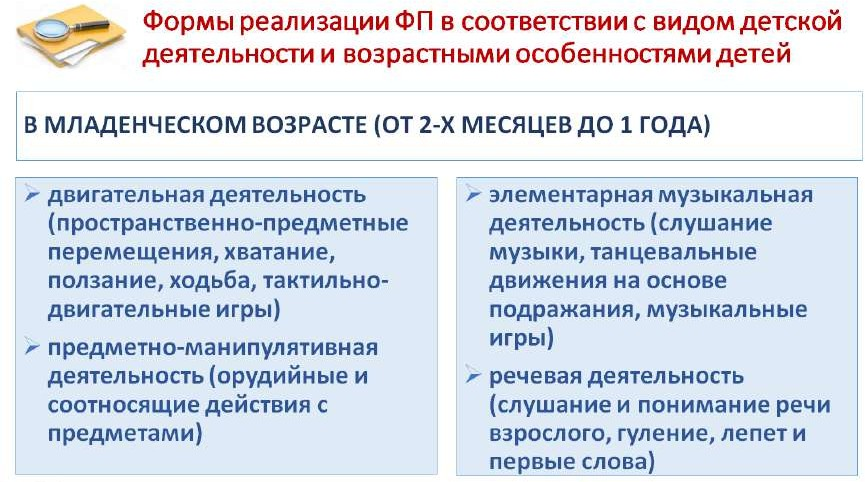 Формы реализации ФП в соответствии с видом детской
деятельности и возрастными особенностями детей
В МЛАДЕНЧЕСКОМ ВОЗРАСТЕ (ОТ 2-Х МЕСЯЦЕВ ДО 1 ГОДА)
двигательная деятельность
(пространственно-предметные
перемещения, хватание,
ползание, ходьба, тактильно-
двигательные игры)
предметно-манипулятивная
деятельность (орудийные и
соотносящие действия с
предметами)
элементарная музыкальная
деятельность (слушание
музыки, танцевальные
движения на основе
подражания, музыкальные
игры)
речевая деятельность
(слушание и понимание речи
взрослого, гуление, лепет и
первые слова)